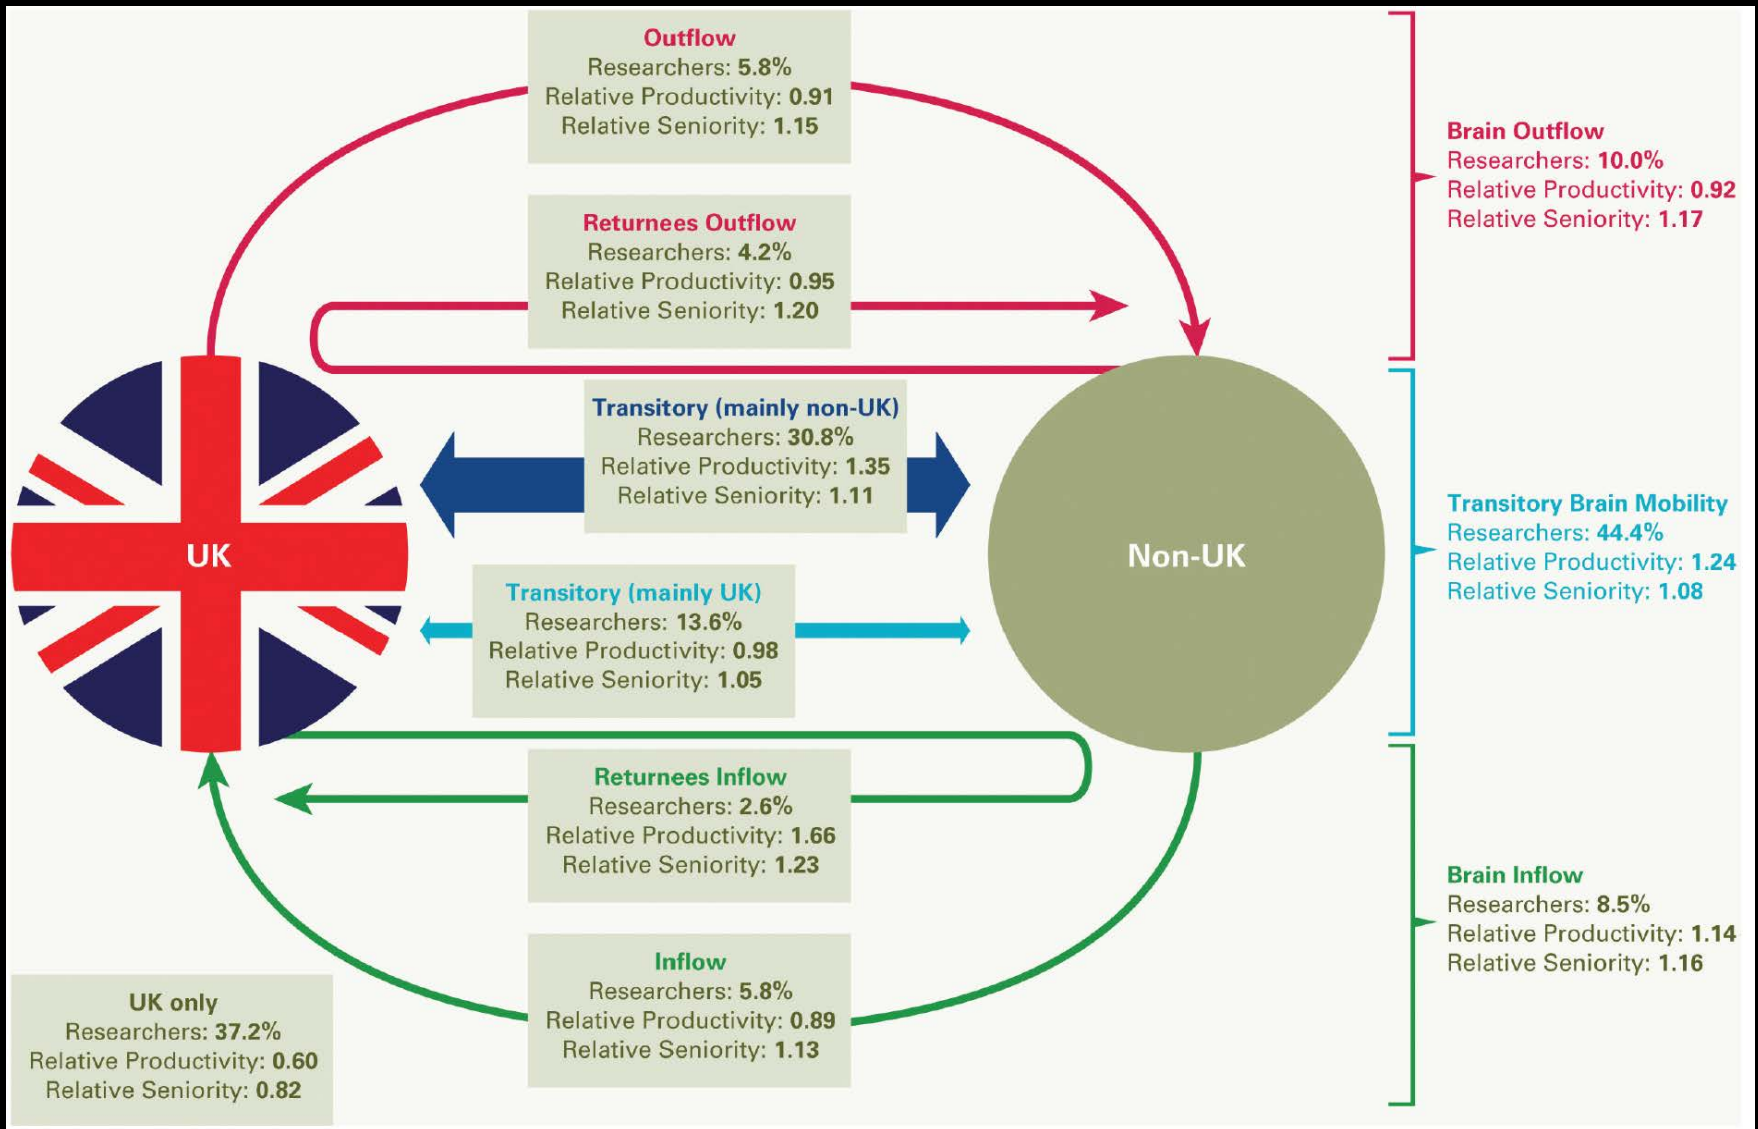 Outflow
Researchers: 5.8%
Relative Productivity: 0.91
Relative Seniority: 1.15
Returnees Outflow
Researchers: 4.2%
Relative Productivity: 0.95
Relative Seniority: 1.20
Brain Outflow
Researchers: 10.0%
Relative Productivity: 0.92
Relative Seniority: 1.17
Transitory (mainly non-UK)
Researchers: 30.8%
Relative Productivity: 1.35
Relative Seniority: 1.11
UK
Non-UK
Transitory (mainly UK)
Researchers: 13.6%
Relative Productivity: 0.98
Relative Seniority: 1.05
Transitory Brain Mobility
Researchers: 44.4%
Relative Productivity: 1.24
Relative Seniority: 1.08
Returnees Inflow
Researchers: 2.6%
Relative Productivity: 1.66
Relative Seniority: 1.23
Inflow
Researchers: 5.8%
Relative Productivity: 0.89
Relative Seniority: 1.13
Brain Inflow
Researchers: 8.5%
Relative Productivity: 1.14
Relative Seniority: 1.16
UK only
Researchers: 37.2%
Relative Productivity: 0.60
Relative Seniority: 0.82